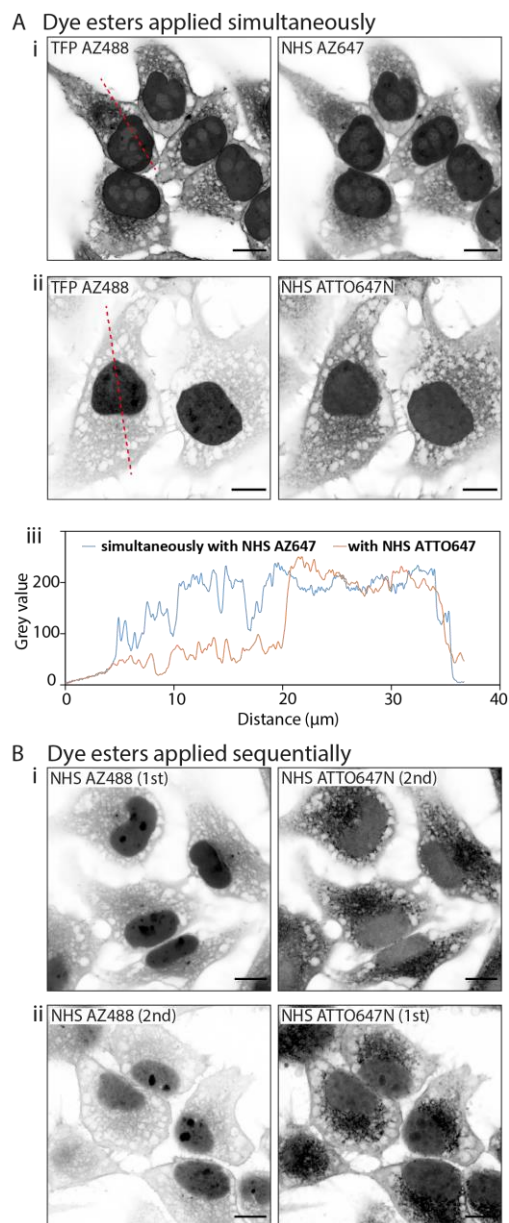 A Dye esters applied simultaneously
i
TFP AZ488
NHS AZ647
ii
TFP AZ488
NHS ATTO647N
iii
simultaneously with NHS AZ647
with NHS ATTO647
Grey value
200
100
0
0 10 20 30 40
Distance (μm)
B Dye esters applied sequentially
i
NHS AZ488 (1st)
NHS ATTO647N (2nd)
ii
NHS AZ488 (2nd)
NHS ATTO647N (1st)